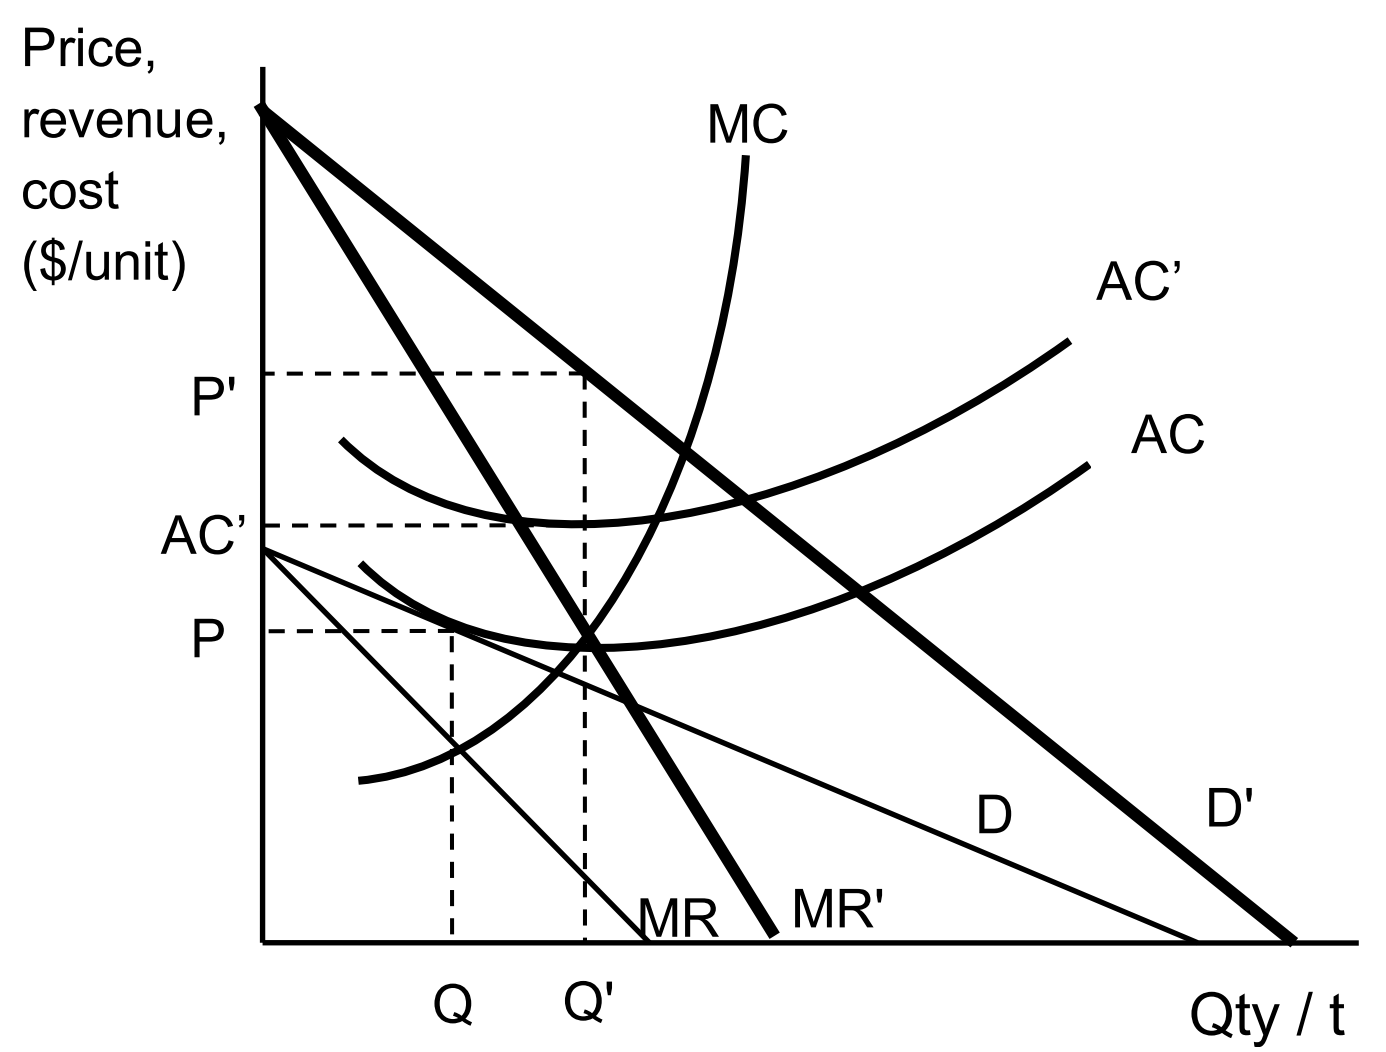 Price,
revenue,
cost
($/unit)
MC
AC’
AC
P'
AC’
P
D
D'
MR
MR'
Q
Q'
Qty / t